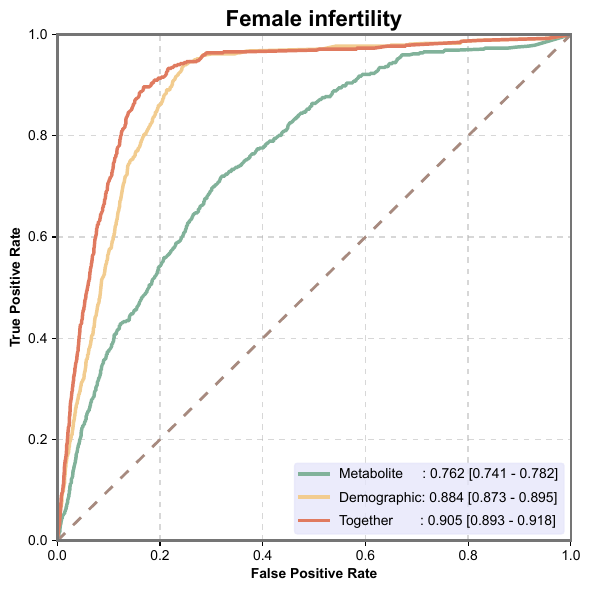 Female infertility
True Positive Rate
1.0
0.8
0.6
0.4
0.2
0.0
Metabolite : 0.762 [0.741 - 0.782]
Demographic: 0.884 [0.873 - 0.895]
Together : 0.905 [0.893 - 0.918]
0.0 0.2 0.4 0.6 0.8 1.0
False Positive Rate